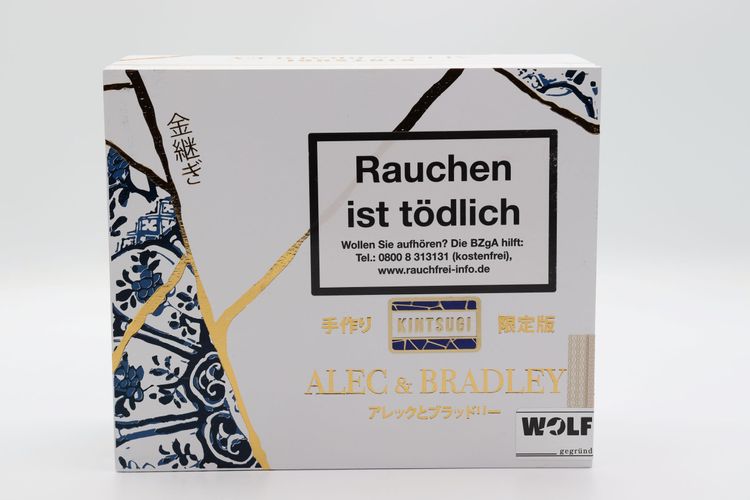 金継ぎ
Rauchen
ist tödlich
Wollen Sie aufhören? Die BZgA hilft:
Tel.: 0800 8 313131 (kostenfrei),
www.rauchfrei-info.de
手作り KINTSUGI 限定版
ALEC & BRADLEY
アレックとブラッドリー
WOLF
gegründ